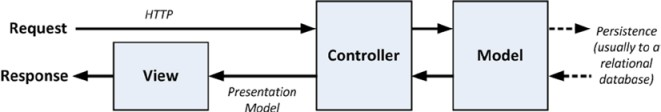 HTTP
Request
Controller
Model
Persistence
(usually to a
relational
database)
Response
View
Presentation
Model